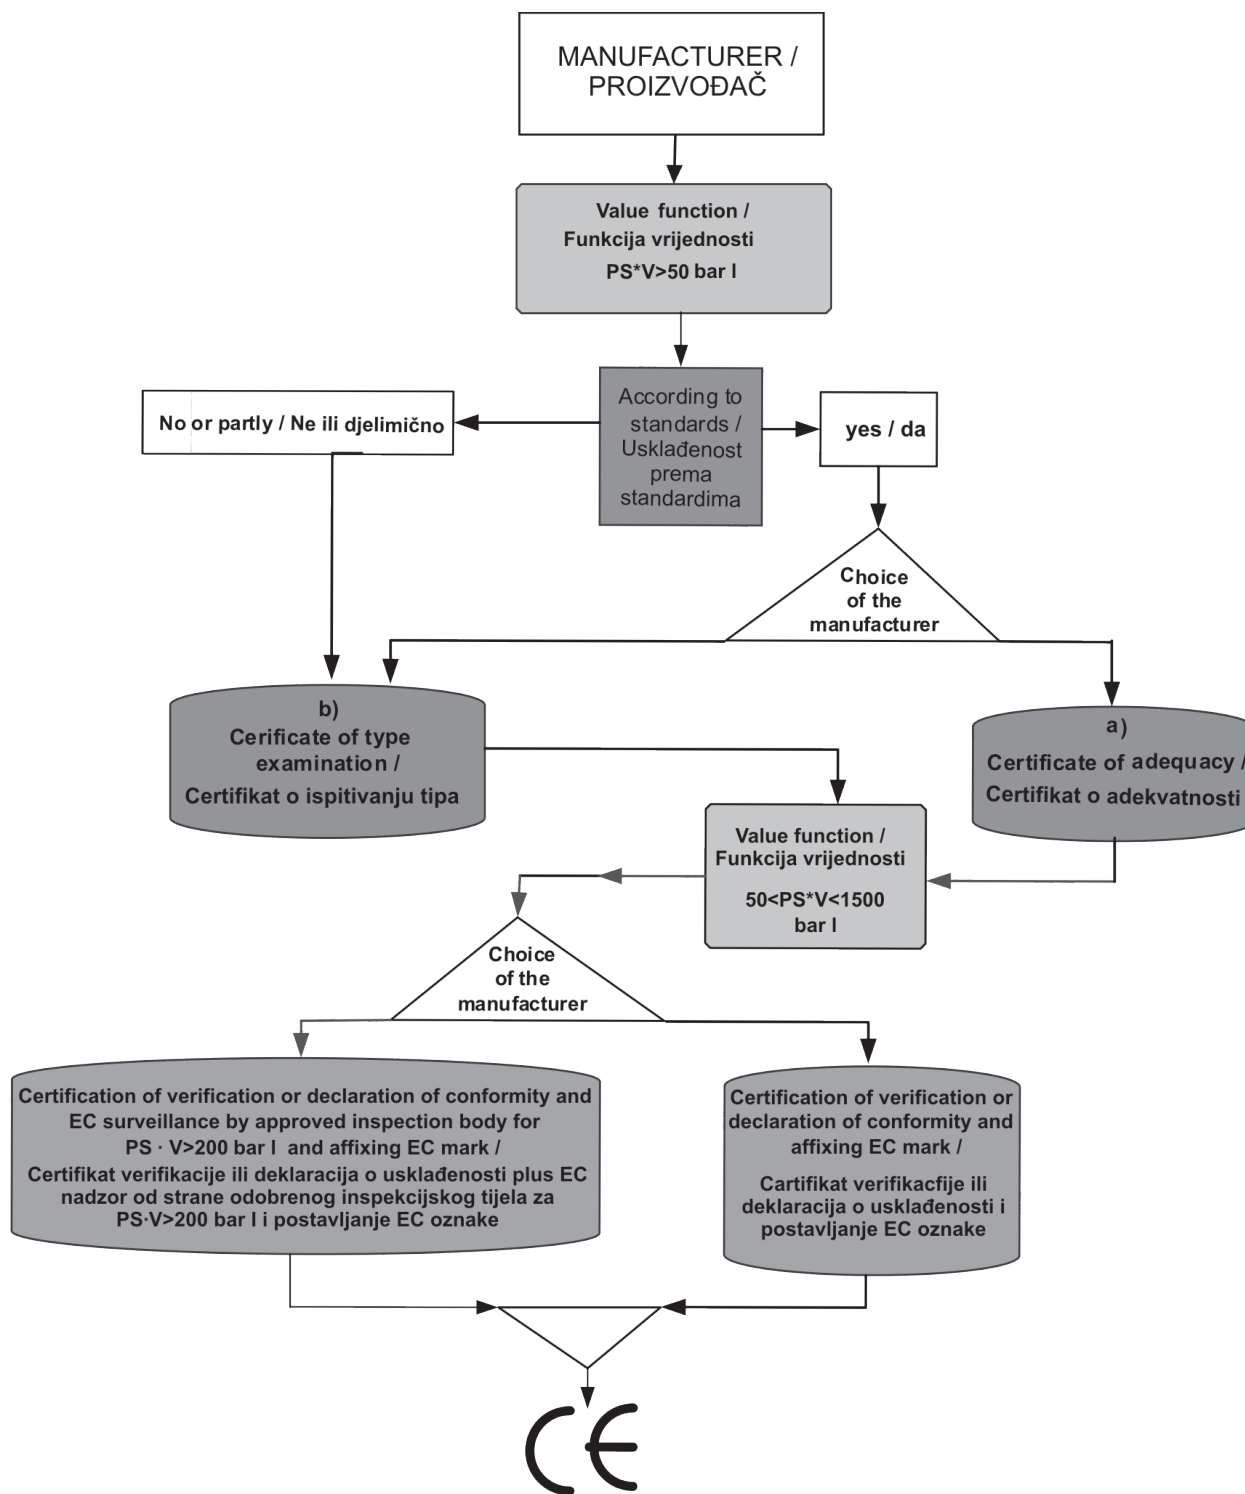 MANUFACTURER /
PROIZVOĐAČ
Value function /
Funkcija vrijednosti
PS*V>50 bar l
No or partly / Ne ili djelimično
According to
standards /
Usklađenost
prema
standardima
yes / da
Choice
of the
manufacturer
b)
Cerificate of type
examination /
Certifikat o ispitivanju tipa
a)
Certificate of adequacy /
Certifikat o adekvatnosti
Value function /
Funkcija vrijednosti
50<PS*V<1500
bar l
Choice
of the
manufacturer
Certification of verification or declaration of conformity and
EC surveillance by approved inspection body for
PS · V>200 bar l and affixing EC mark /
Certifikat verifikacije ili deklaracija o usklađenosti plus EC
nadzor od strane odobrenog inspekcijskog tijela za
PS·V>200 bar l i postavljanje EC oznake
Certification of verification or
declaration of conformity and
affixing EC mark /
Cartifikat verifikacfije ili
deklaracija o usklađenosti i
postavljanje EC oznake
CE